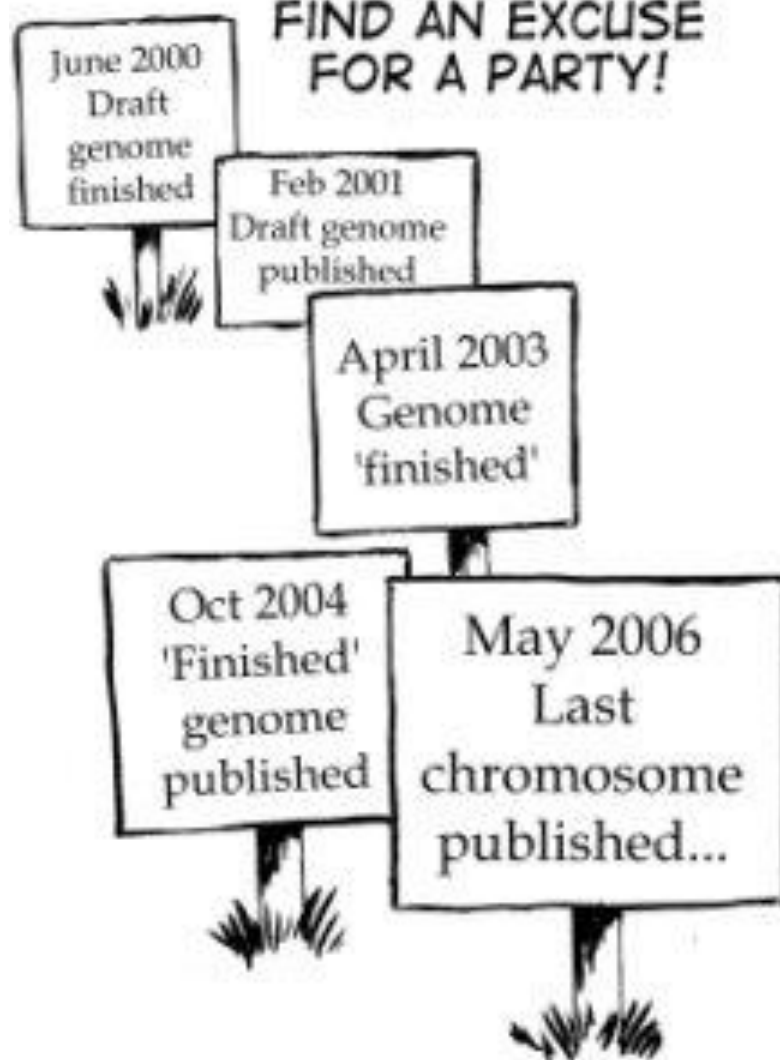 FIND AN EXCUSE
FOR A PARTY!
June 2000
Draft
genome
finished
Feb 2001
Draft genome
published
April 2003
Genome
'finished'
Oct 2004
'Finished'
genome
published
May 2006
Last
chromosome
published...